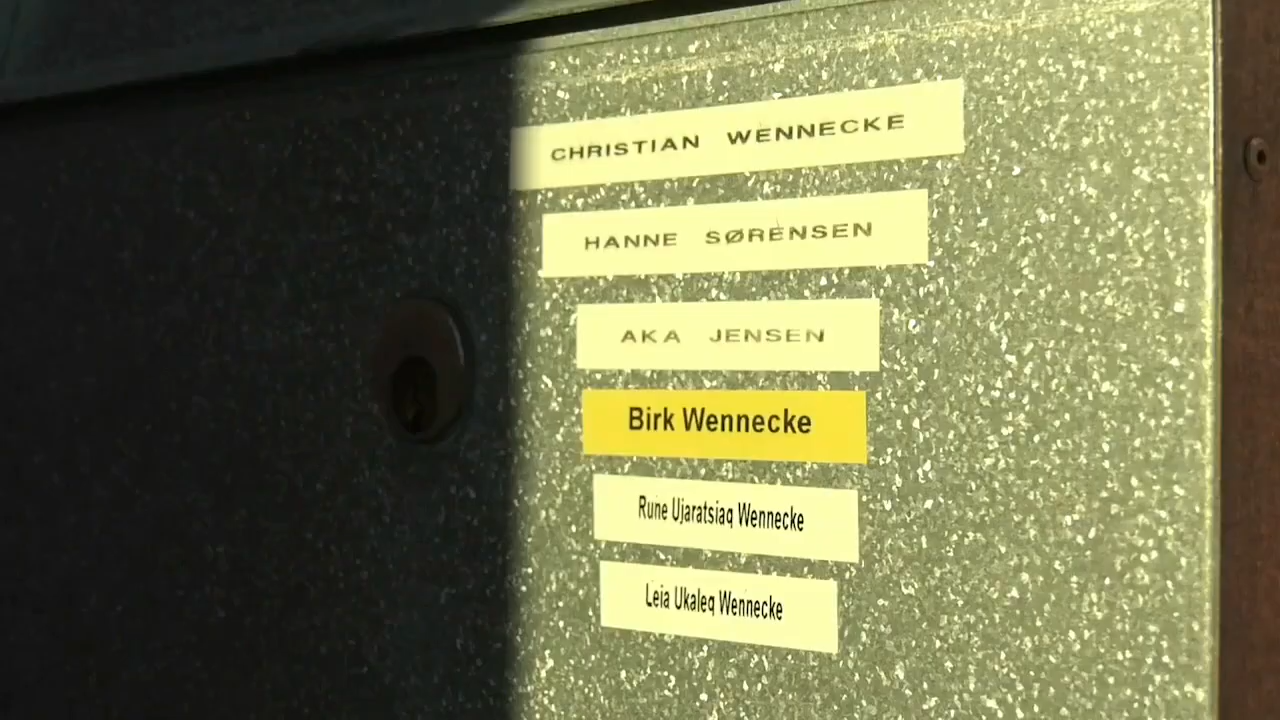 CHRISTIAN WENNECKE
HANNE SØRENSEN
AKA JENSEN
Birk Wennecke
Rune Ujaratsiaq Wennecke
Leia Ukaleq Wennecke